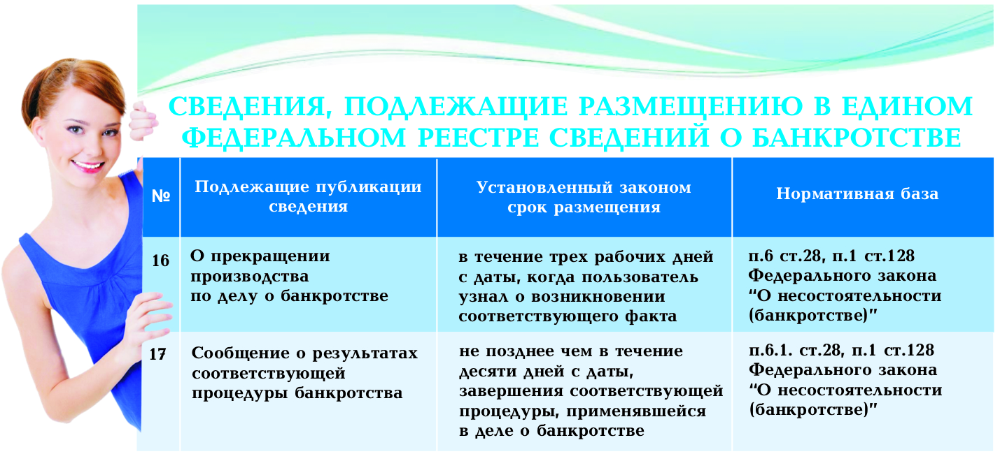 СВЕДЕНИЯ, ПОДЛЕЖАЩИЕ РАЗМЕЩЕНИЮ В ЕДИНОМ
ФЕДЕРАЛЬНОМ РЕЕСТРЕ СВЕДЕНИЙ О БАНКРОТСТВЕ
№
Подлежащие публикации
сведения
Установленный законом
срок размещения
Нормативная база
16
О прекращении
производства
по делу о банкротстве
в течение трех рабочих дней
с даты, когда пользователь
узнал о возникновении
соответствующего факта
п.6 ст.28, п.1 ст.128
Федерального закона
“О несостоятельности
(банкротстве)”
17
Сообщение о результатах
соответствующей
процедуры банкротства
не позднее чем в течение
десяти дней с даты,
завершения соответствующей
процедуры, применявшейся
в деле о банкротстве
п.6.1. ст.28, п.1 ст.128
Федерального закона
“О несостоятельности
(банкротстве)”